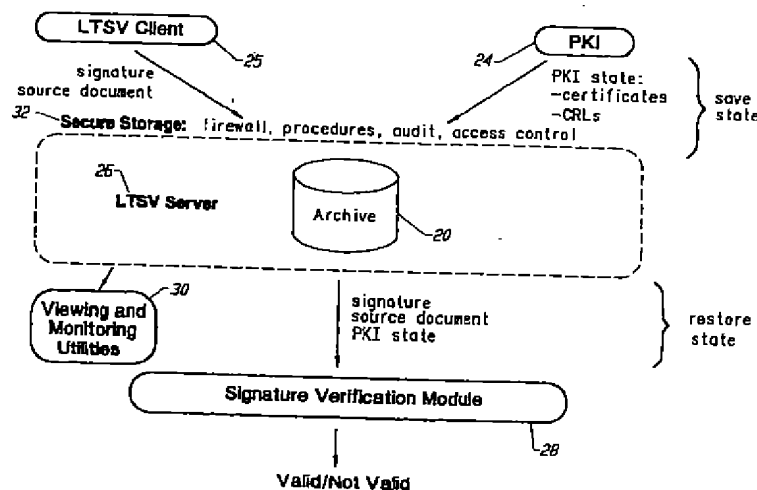 LTSV Client
25
24
PKI
signature
source document
PKI state:
-certificates
-CRLs
save
state
32
Secure Storage: firewall, procedures, audit, access control
26
LTSV Server
Archive
20
30
Viewing and
Monitoring
Utilities
signature
source document
PKI state
restore
state
Signature Verification Module
28
Valid/Not Valid